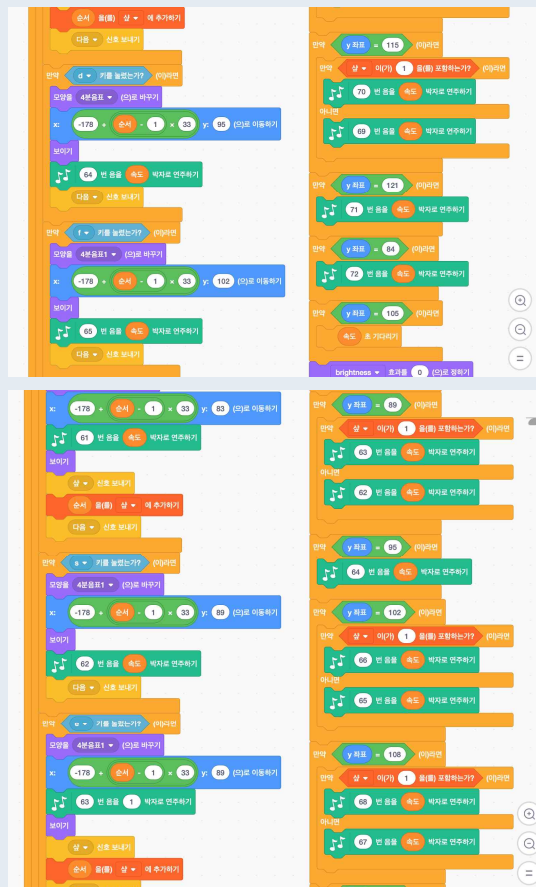 순서 을(를) 샾 에 추가하기
다음 신호 보내기
만약 d 키를 눌렀는가? (이)라면
모양을 4분음표 (으)로 바꾸기
x: -178 + 순서 - 1 × 33 y: 95 (으)로 이동하기
보이기
64 번 음을 속도 박자로 연주하기
다음 신호 보내기
만약 f 키를 눌렀는가? (이)라면
모양을 4분음표1 (으)로 바꾸기
x: -178 + 순서 - 1 × 33 y: 102 (으)로 이동하기
보이기
65 번 음을 속도 박자로 연주하기
다음 신호 보내기
만약 y 좌표 = 115 (이)라면
만약 샾 이(가) 1 을(를) 포함하는가? (이)라면
70 번 음을 속도 박자로 연주하기
아니면
69 번 음을 속도 박자로 연주하기
만약 y 좌표 = 121 (이)라면
71 번 음을 속도 박자로 연주하기
만약 y 좌표 = 84 (이)라면
72 번 음을 속도 박자로 연주하기
만약 y 좌표 = 105 (이)라면
속도 초 기다리기
brightness 효과를 0 (으)로 정하기
x: -178 + 순서 - 1 × 33 y: 83 (으)로 이동하기
61 번 음을 속도 박자로 연주하기
보이기
샾 신호 보내기
순서 을(를) 샾 에 추가하기
다음 신호 보내기
만약 s 키를 눌렀는가? (이)라면
모양을 4분음표1 (으)로 바꾸기
x: -178 + 순서 - 1 × 33 y: 89 (으)로 이동하기
보이기
62 번 음을 속도 박자로 연주하기
다음 신호 보내기
만약 e 키를 눌렀는가? (이)라면
모양을 4분음표1 (으)로 바꾸기
x: -178 + 순서 - 1 × 33 y: 89 (으)로 이동하기
63 번 음을 1 박자로 연주하기
보이기
샾 신호 보내기
순서 을(를) 샾 에 추가하기
만약 y 좌표 = 89 (이)라면
만약 샾 이(가) 1 을(를) 포함하는가? (이)라면
63 번 음을 속도 박자로 연주하기
아니면
62 번 음을 속도 박자로 연주하기
만약 y 좌표 = 95 (이)라면
64 번 음을 속도 박자로 연주하기
만약 y 좌표 = 102 (이)라면
만약 샾 이(가) 1 을(를) 포함하는가? (이)라면
66 번 음을 속도 박자로 연주하기
아니면
65 번 음을 속도 박자로 연주하기
만약 y 좌표 = 108 (이)라면
만약 샾 이(가) 1 을(를) 포함하는가? (이)라면
68 번 음을 속도 박자로 연주하기
아니면
67 번 음을 속도 박자로 연주하기